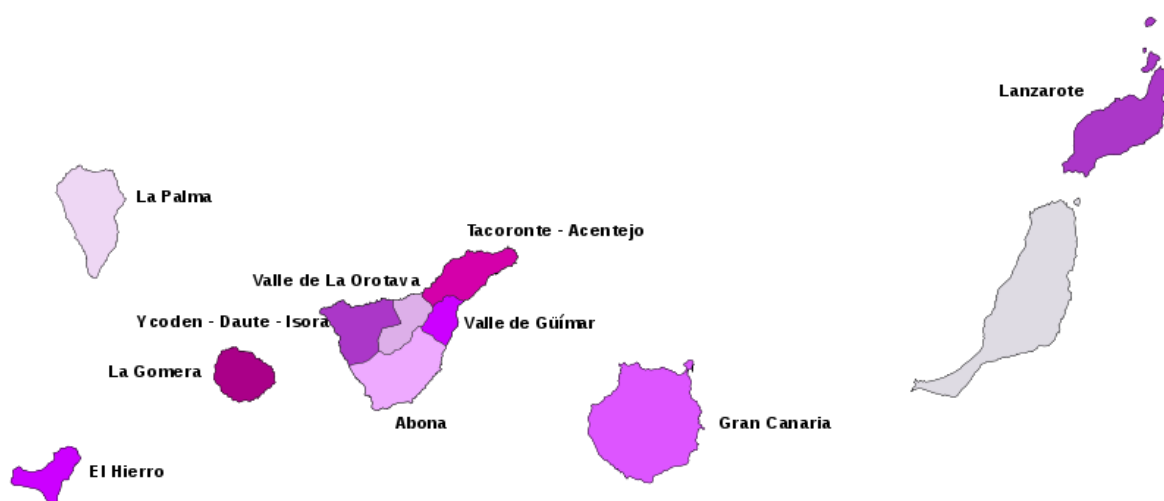 Lanzarote
La Palma
Tacoronte - Acentejo
Valle de La Orotava
Ycoden - Daute - Isora
Valle de Güímar
La Gomera
Abona
Gran Canaria
El Hierro